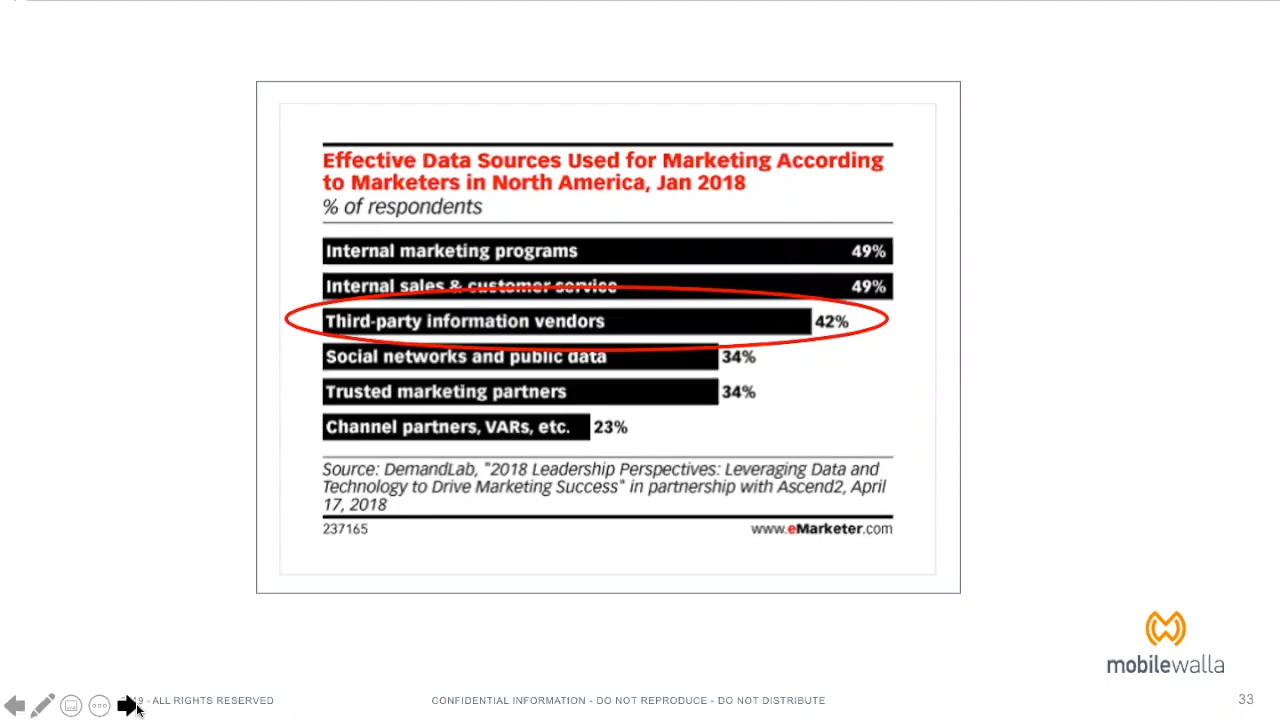 Effective Data Sources Used for Marketing According
to Marketers in North America, Jan 2018
% of respondents
Internal marketing programs 49%
Internal sales & customer service 49%
Third-party information vendors 42%
Social networks and public data 34%
Trusted marketing partners 34%
Channel partners, VARs, etc. 23%
Source: DemandLab, "2018 Leadership Perspectives: Leveraging Data and
Technology to Drive Marketing Success" in partnership with Ascend2, April
17, 2018
237165 www.eMarketer.com
mobilewalla
- ALL RIGHTS RESERVED CONFIDENTIAL INFORMATION - DO NOT REPRODUCE - DO NOT DISTRIBUTE 33